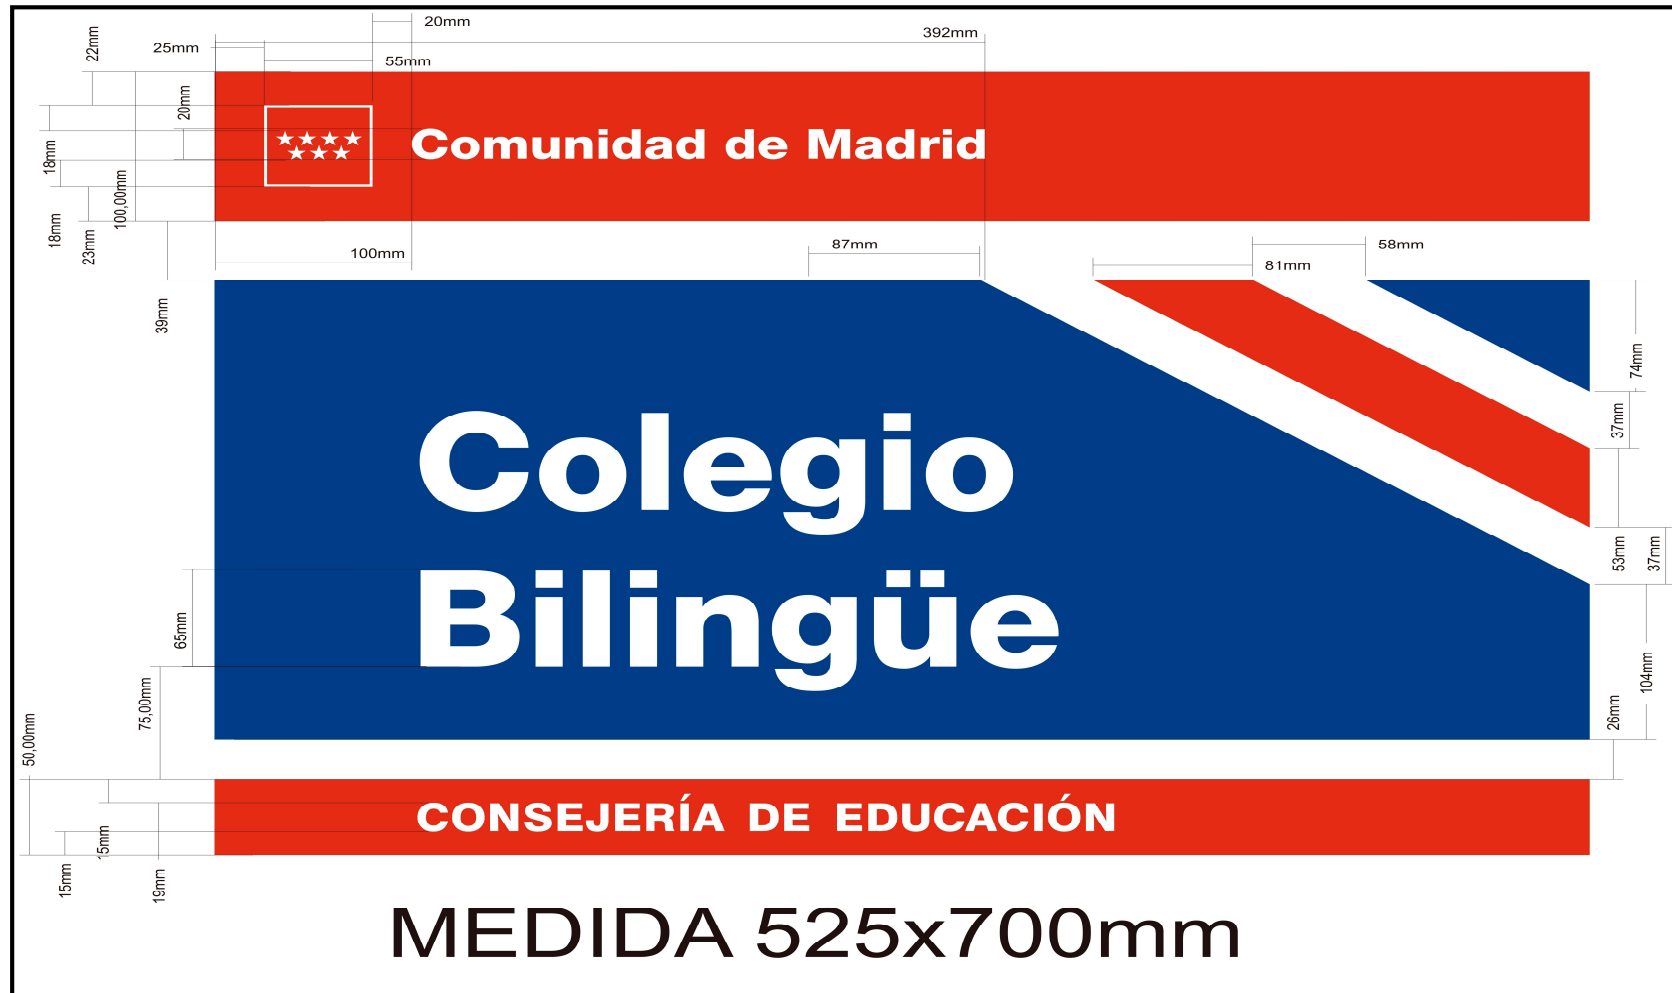 20mm
392mm
22mm
25mm
55mm
20mm
Comunidad de Madrid
18mm
100,00mm
18mm
23mm
100mm
87mm
58mm
81mm
39mm
74mm
37mm
Colegio
53mm
37mm
Bilingüe
65mm
104mm
75,00mm
26mm
50,00mm
CONSEJERÍA DE EDUCACIÓN
15mm
15mm
19mm
MEDIDA 525x700mm